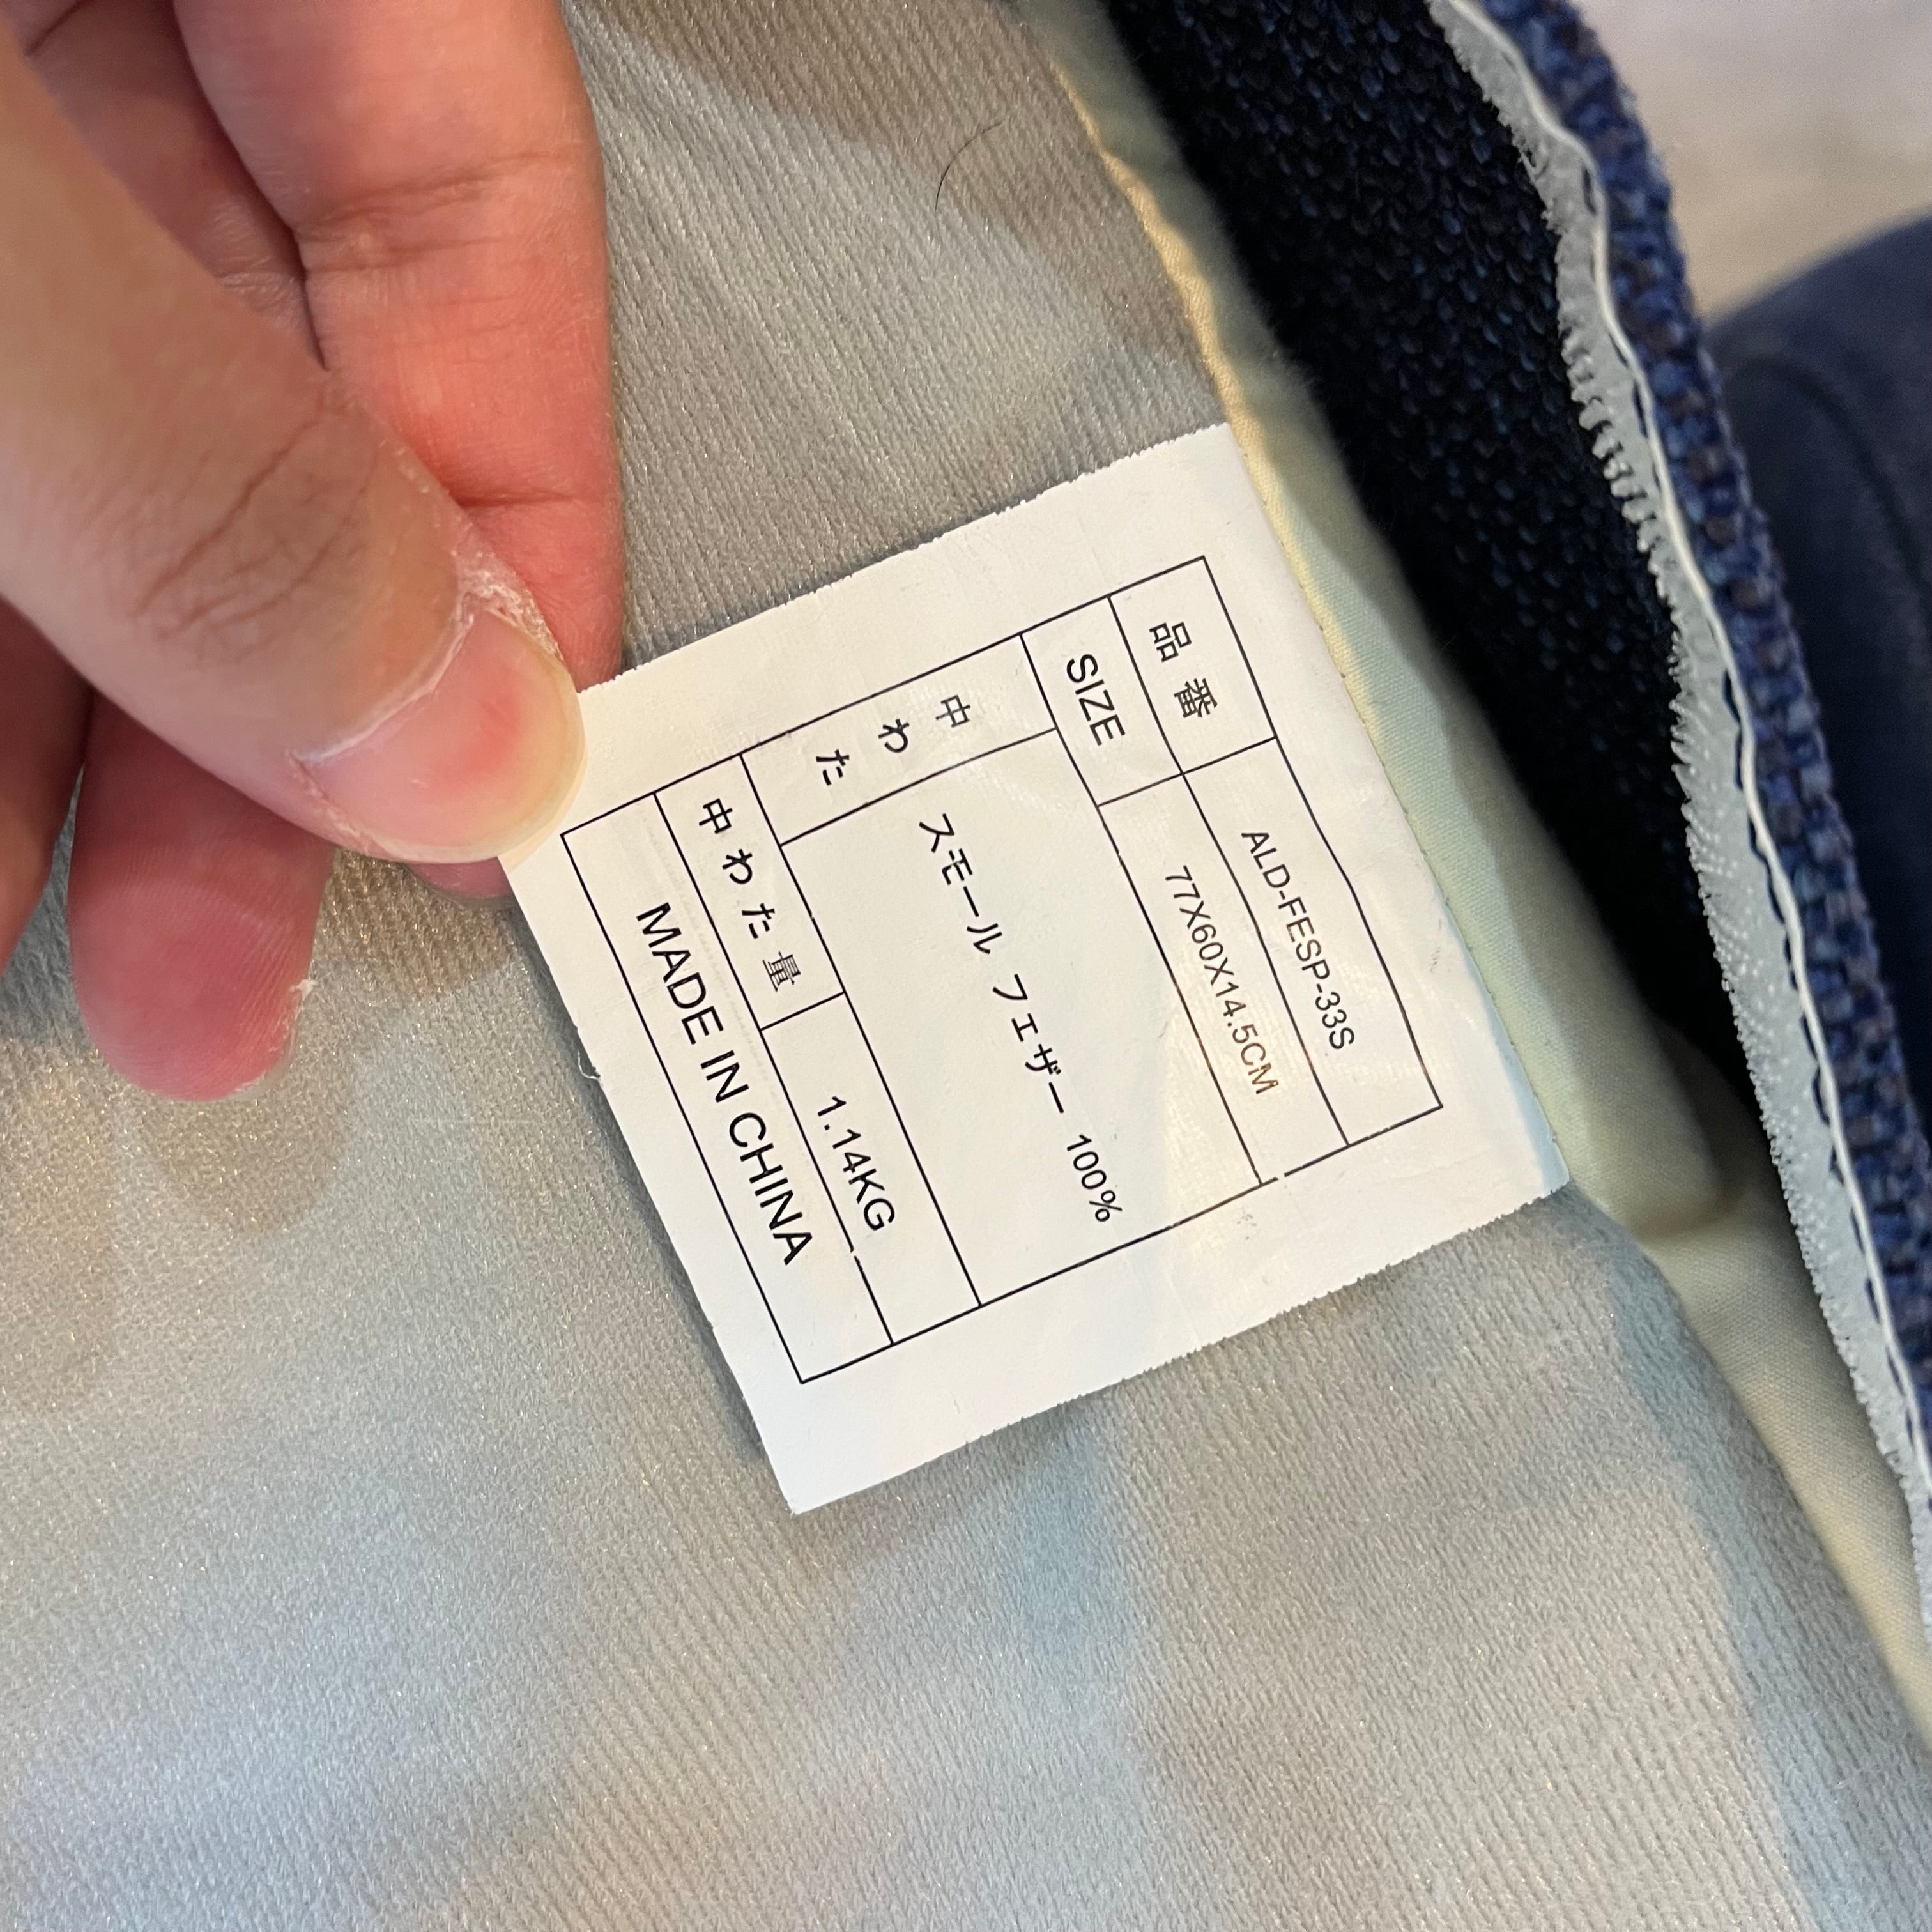 品番 ALD-FESP-33S
SIZE 77X60X14.5CM
中わた スモール フェザー 100%
中わた量 1.14KG
MADE IN CHINA